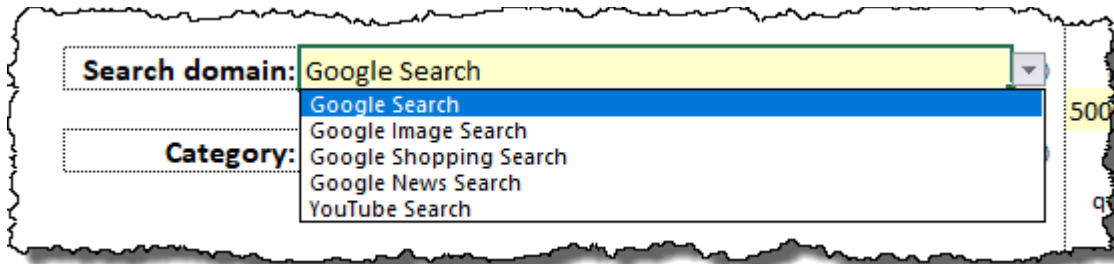 Search domain: Google Search
Google Search
500
Google Image Search
Category: Google Shopping Search
Google News Search
YouTube Search